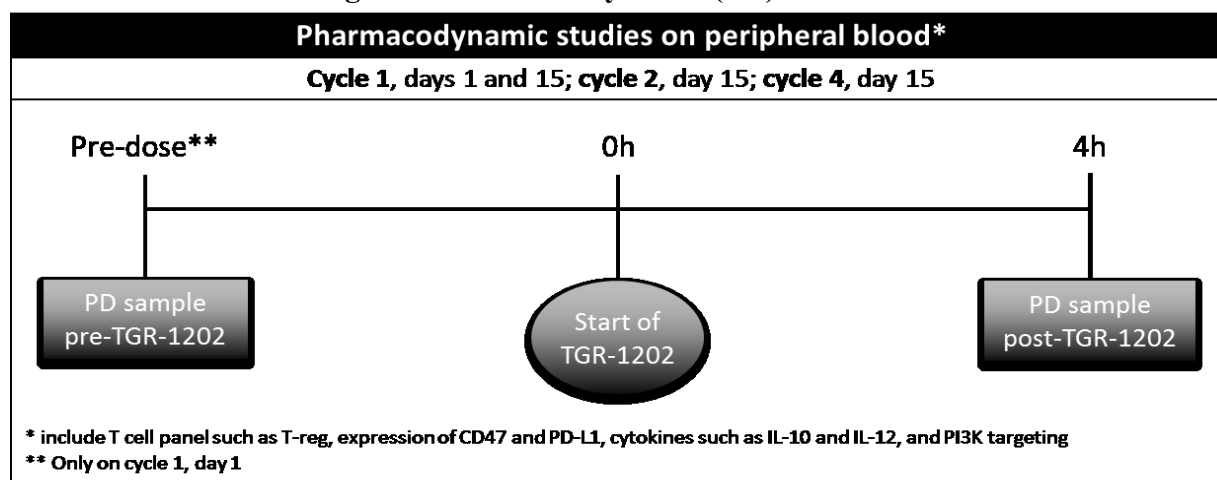 Pharmacodynamic studies on peripheral blood*
Cycle 1, days 1 and 15; cycle 2, day 15; cycle 4, day 15
Pre-dose** 0h 4h
PD sample
pre-TGR-1202
Start of
TGR-1202
PD sample
post-TGR-1202
* include T cell panel such as T-reg, expression of CD47 and PD-L1, cytokines such as IL-10 and IL-12, and PI3K targeting
** Only on cycle 1, day 1